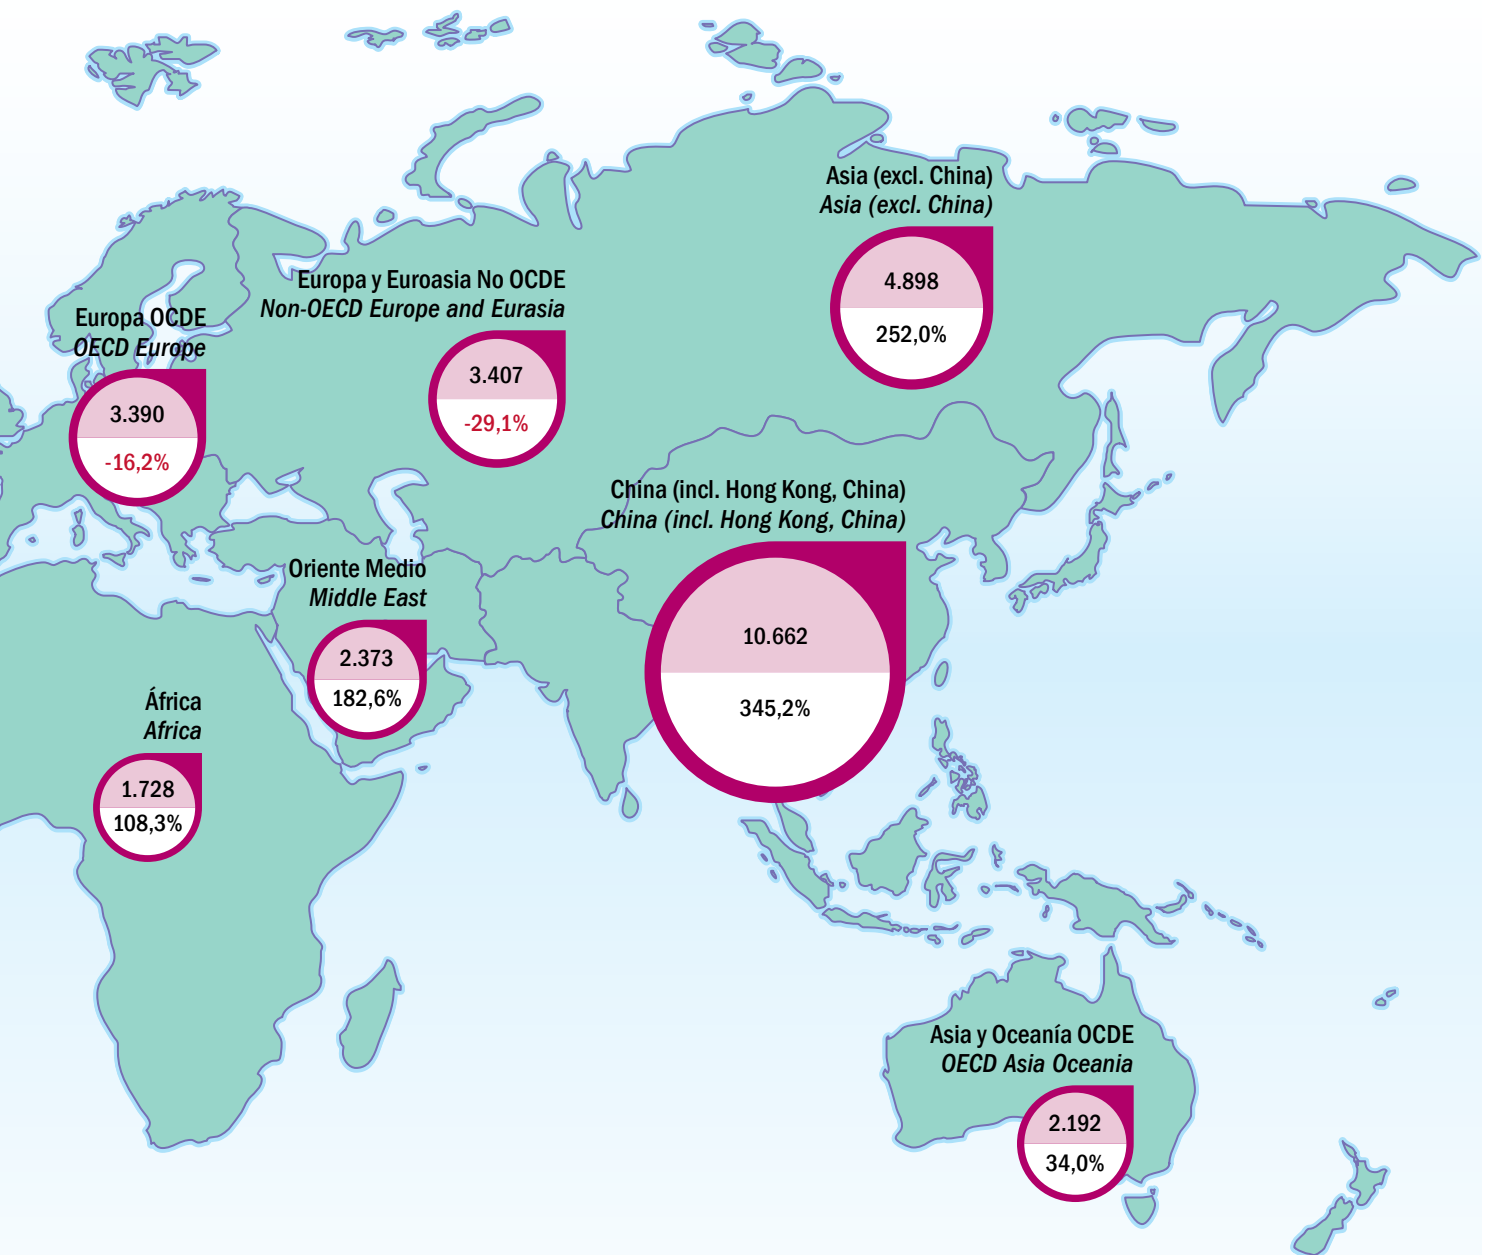 Asia (excl. China)
Asia (excl. China)
4.898
252,0%
Europa y Euroasia No OCDE
Non-OECD Europe and Eurasia
3.407
-29,1%
Europa OCDE
OECD Europe
3.390
-16,2%
China (incl. Hong Kong, China)
China (incl. Hong Kong, China)
10.662
345,2%
Oriente Medio
Middle East
2.373
182,6%
África
Africa
1.728
108,3%
Asia y Oceanía OCDE
OECD Asia Oceania
2.192
34,0%